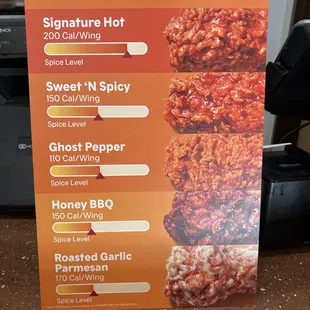 Signature Hot
200 Cal/Wing
Spice Level
Sweet 'N Spicy
150 Cal/Wing
Spice Level
Ghost Pepper
110 Cal/Wing
Spice Level
Honey BBQ
150 Cal/Wing
Spice Level
Roasted Garlic
Parmesan
170 Cal/Wing
Spice Level